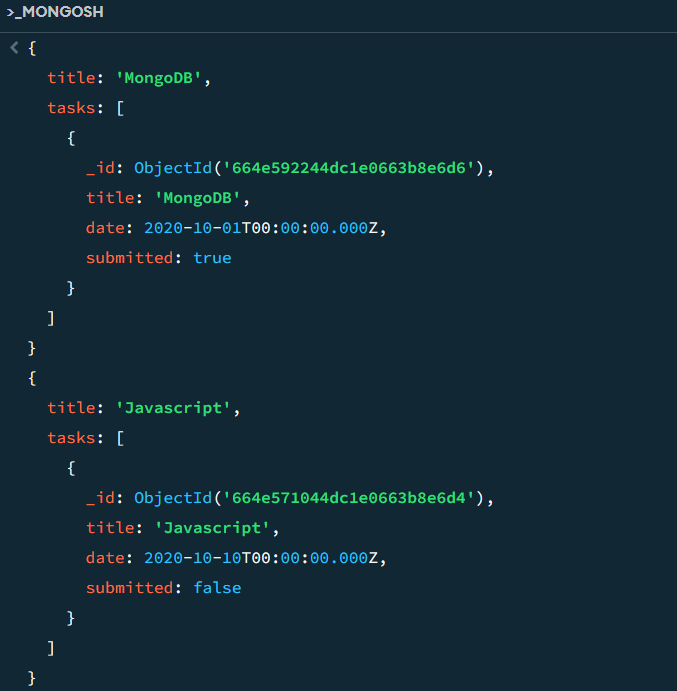 >_MONGOSH
{
title: 'MongoDB',
tasks: [
{
_id: ObjectId('664e592244dc1e0663b8e6d6'),
title: 'MongoDB',
date: 2020-10-01T00:00:00.000Z,
submitted: true
}
]
}
{
title: 'Javascript',
tasks: [
{
_id: ObjectId('664e571044dc1e0663b8e6d4'),
title: 'Javascript',
date: 2020-10-10T00:00:00.000Z,
submitted: false
}
]
}